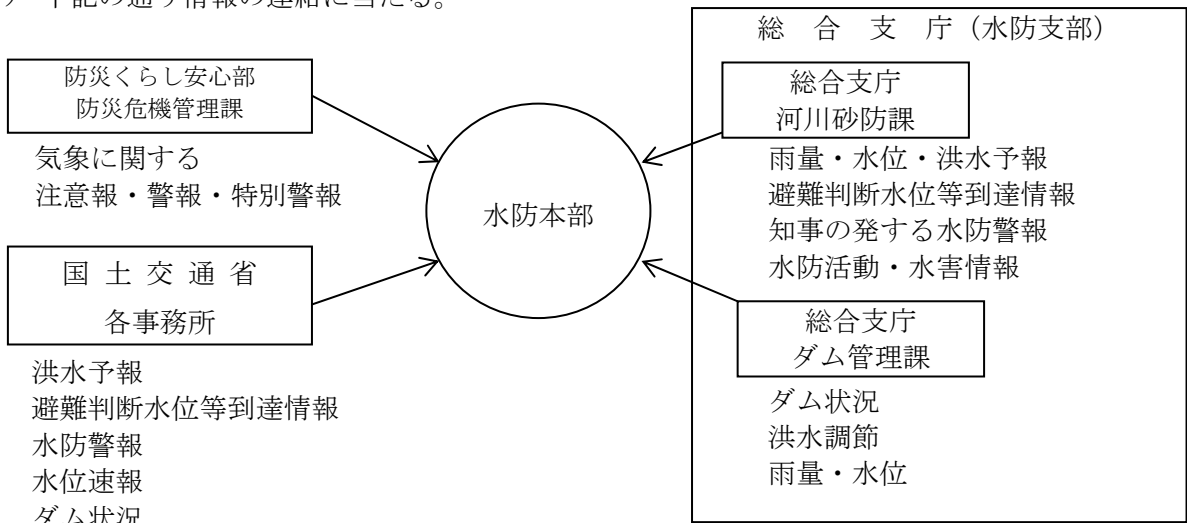 下記の通り情報の連絡に当たる。
防災くらし安心部
防災危機管理課
気象に関する
注意報・警報・特別警報
国土交通省
各事務所
洪水予報
避難判断水位等到達情報
水防警報
水位速報
ダム状況
水防本部
総合支庁(水防支部)
総合支庁
河川砂防課
雨量・水位・洪水予報
避難判断水位等到達情報
知事の発する水防警報
水防活動・水害情報
総合支庁
ダム管理課
ダム状況
洪水調節
雨量・水位